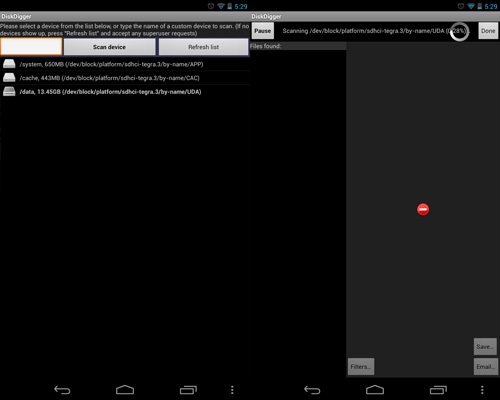 5:29
DiskDigger
Please select a device from the list below, or type the name of a custom device to scan. (If no
devices show up, press "Refresh list" and accept any superuser requests)
Scan device
Refresh list
/system, 650MB (/dev/block/platform/sdhci-tegra.3/by-name/APP)
/cache, 443MB (/dev/block/platform/sdhci-tegra.3/by-name/CAC)
/data, 13.45GB (/dev/block/platform/sdhci-tegra.3/by-name/UDA)
5:29
DiskDigger
Pause
Scanning /dev/block/platform/sdhci-tegra.3/by-name/UDA
Done
Files found:
Save...
Filters...
Email...